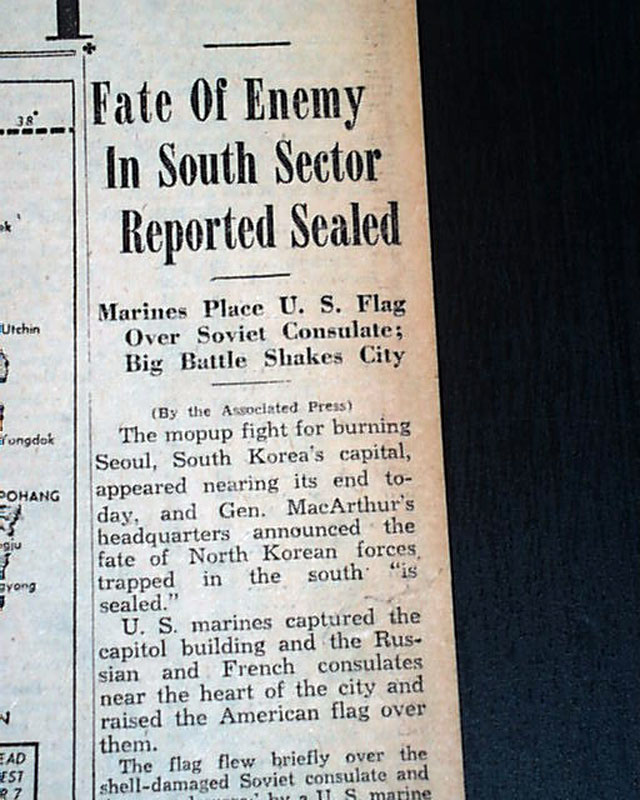 38°
Utchin
POHANG
Fate Of Enemy
In South Sector
Reported Sealed
Marines Place U. S. Flag
Over Soviet Consulate;
Big Battle Shakes City
(By the Associated Press)
The mopup fight for burning
Seoul, South Korea's capital,
appeared nearing its end to-
day, and Gen. MacArthur's
headquarters announced the
fate of North Korean forces
trapped in the south "is
sealed."
U. S. marines captured the
capitol building and the Rus-
sian and French consulates
near the heart of the city and
raised the American flag over
them.
The flag flew briefly over the
shell-damaged Soviet consulate and
by a U. S. marine